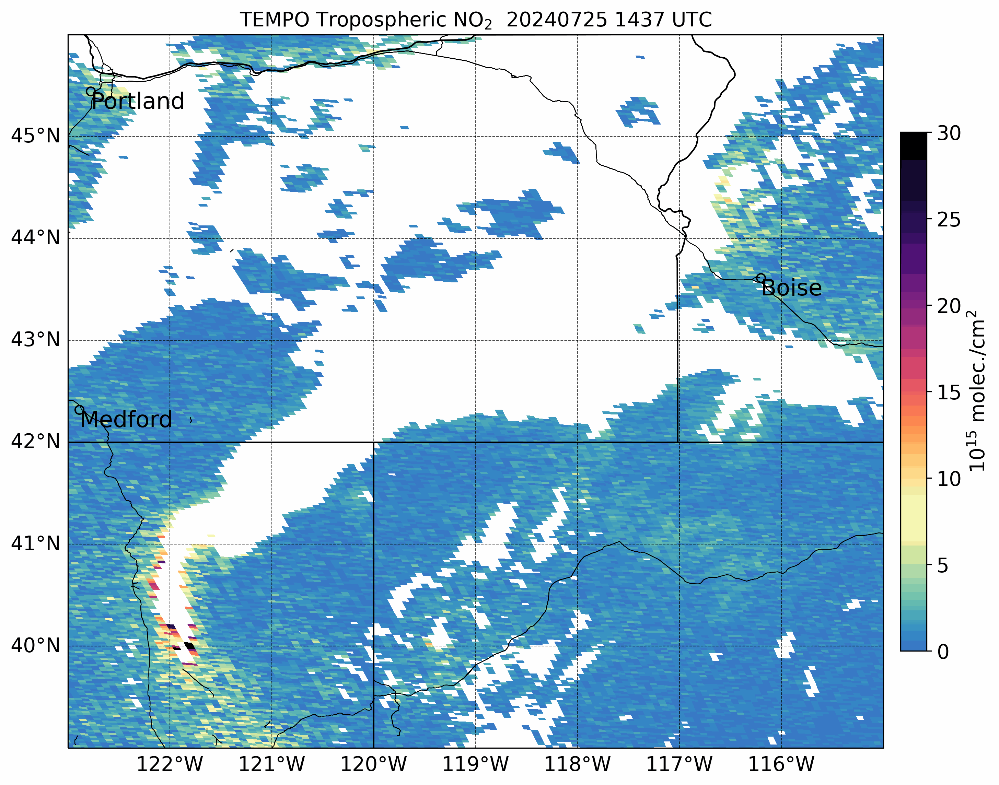 TEMPO Tropospheric NO₂ 20240725 1437 UTC
Portland
45°N
44°N
Boise
43°N
Medford
42°N
41°N
40°N
122°W 121°W 120°W 119°W 118°W 117°W 116°W
30
25
20
15
10
5
0
10¹⁵ molec./cm²